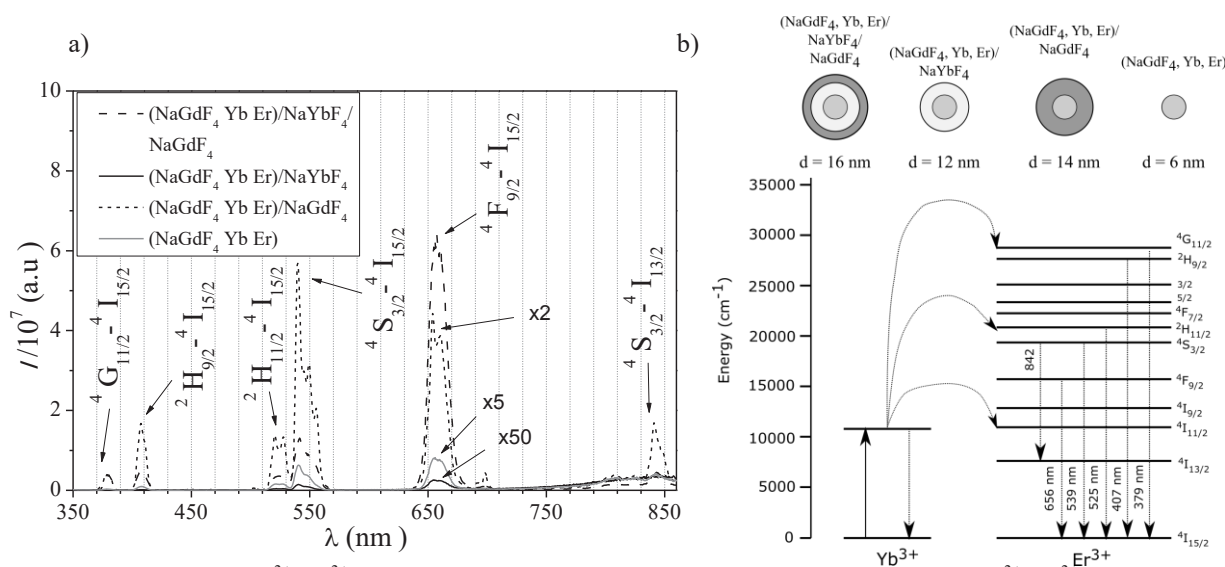 a)
I/10⁷ (a.u)
10
8
6
4
2
0
(NaGdF₄ Yb Er)/NaYbF₄/
NaGdF₄
(NaGdF₄ Yb Er)/NaYbF₄
(NaGdF₄ Yb Er)/NaGdF₄
(NaGdF₄ Yb Er)
⁴G₁₁/₂-⁴I₁₅/₂
²H₉/₂-⁴I₁₅/₂
²H₁₁/₂-⁴I₁₅/₂
⁴S₃/₂-⁴I₁₅/₂
⁴F₉/₂-⁴I₁₅/₂
⁴S₃/₂-⁴I₁₃/₂
x2
x5
x50
350 450 550 650 750 850
λ (nm)
b)
(NaGdF₄, Yb, Er)/
NaYbF₄/
NaGdF₄
(NaGdF₄, Yb, Er)/
NaYbF₄
(NaGdF₄, Yb, Er)/
NaGdF₄
(NaGdF₄, Yb, Er)
d = 16 nm d = 12 nm d = 14 nm d = 6 nm
Energy (cm⁻¹)
35000
30000
25000
20000
15000
10000
5000
0
⁴G₁₁/₂
²H₉/₂
3/2
5/2
⁴F₇/₂
²H₁₁/₂
⁴S₃/₂
⁴F₉/₂
⁴I₉/₂
⁴I₁₁/₂
⁴I₁₃/₂
⁴I₁₅/₂
842
656 nm
539 nm
525 nm
407 nm
379 nm
Yb³⁺ Er³⁺